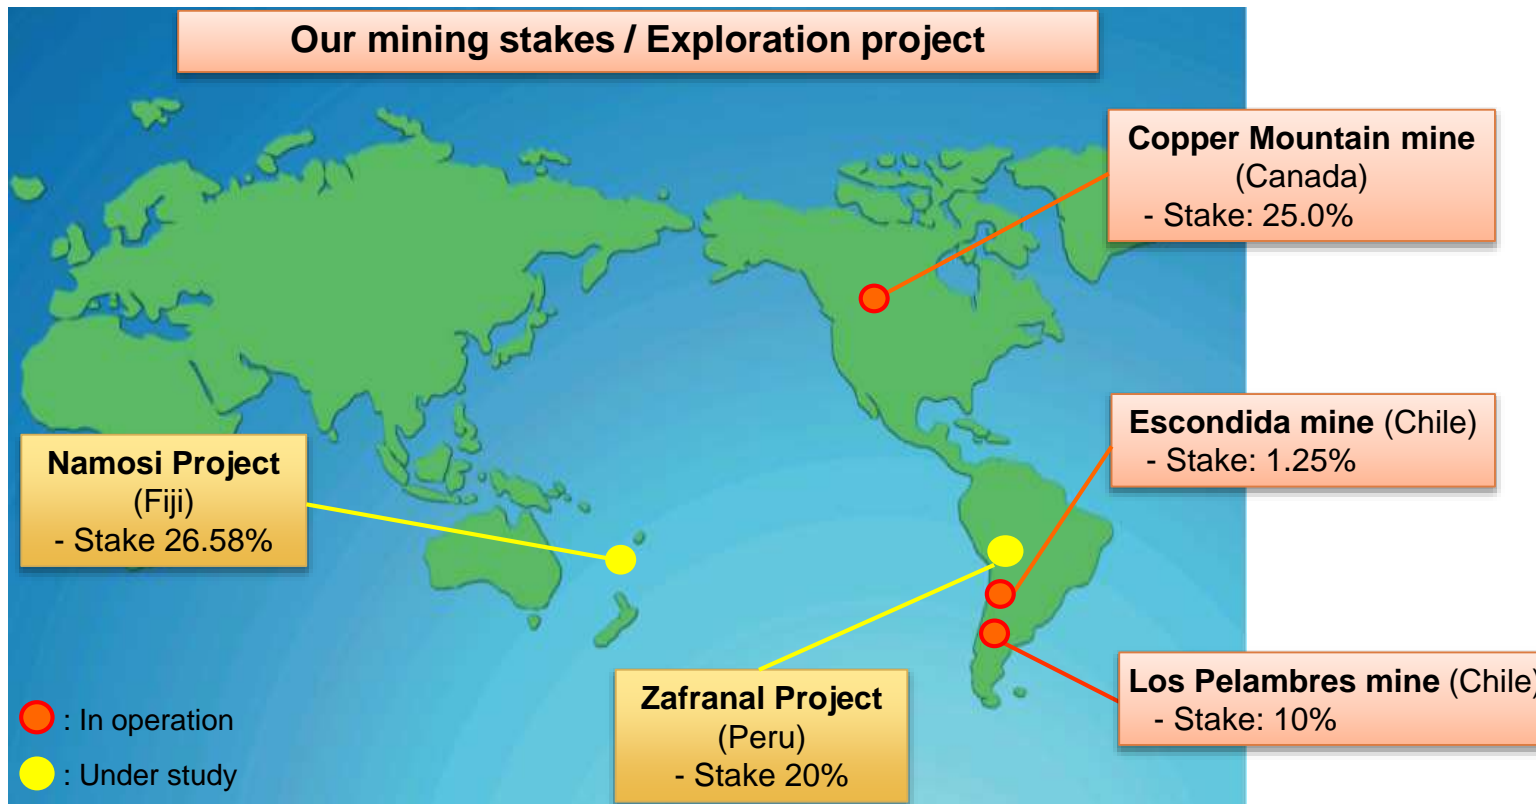 Our mining stakes / Exploration project
Copper Mountain mine
(Canada)
- Stake: 25.0%
Escondida mine (Chile)
- Stake: 1.25%
Namosi Project
(Fiji)
- Stake 26.58%
Los Pelambres mine (Chile)
- Stake: 10%
Zafranal Project
(Peru)
- Stake 20%
: In operation
: Under study